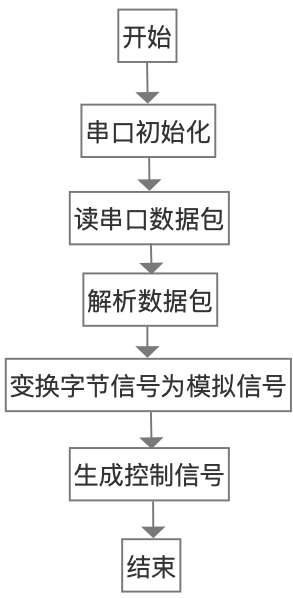 开始
串口初始化
读串口数据包
解析数据包
变换字节信号为模拟信号
生成控制信号
结束